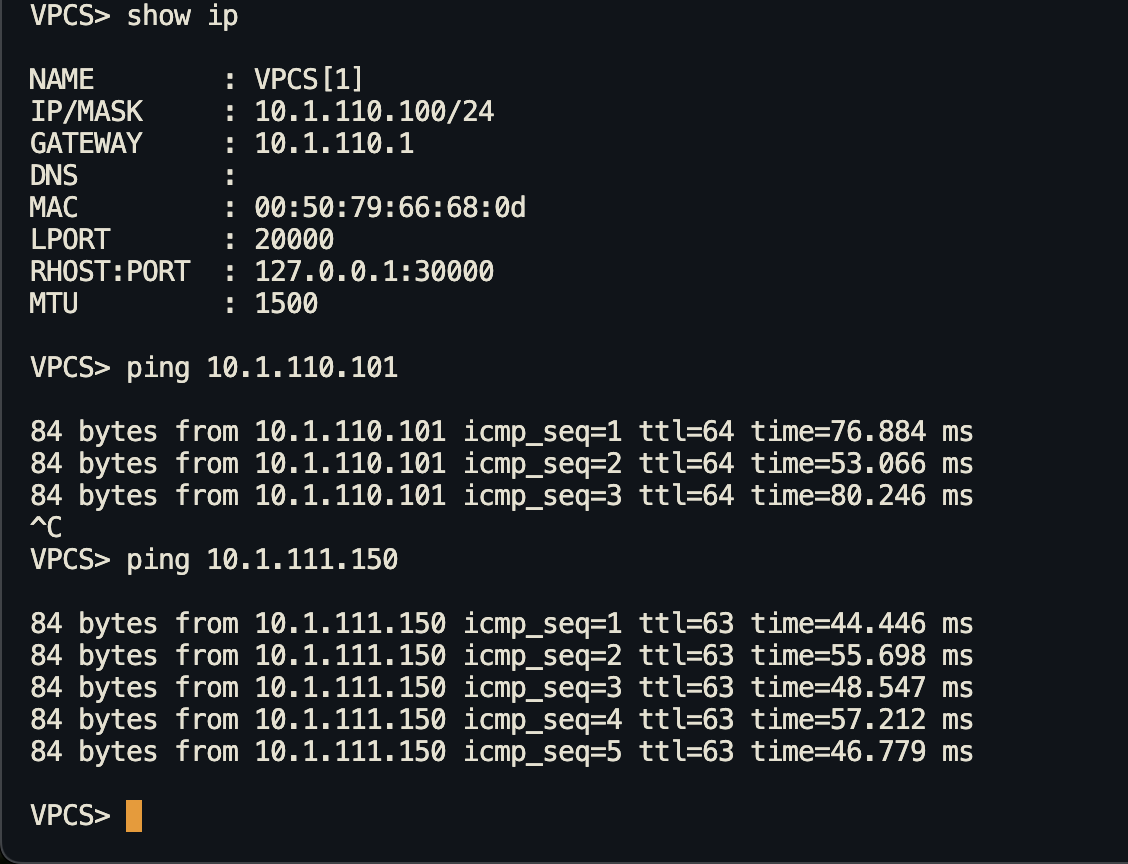 VPCS> show ip
NAME        : VPCS[1]
IP/MASK     : 10.1.110.100/24
GATEWAY     : 10.1.110.1
DNS         :
MAC         : 00:50:79:66:68:0d
LPORT       : 20000
RHOST:PORT  : 127.0.0.1:30000
MTU         : 1500
VPCS> ping 10.1.110.101
84 bytes from 10.1.110.101 icmp_seq=1 ttl=64 time=76.884 ms
84 bytes from 10.1.110.101 icmp_seq=2 ttl=64 time=53.066 ms
84 bytes from 10.1.110.101 icmp_seq=3 ttl=64 time=80.246 ms
^C
VPCS> ping 10.1.111.150
84 bytes from 10.1.111.150 icmp_seq=1 ttl=63 time=44.446 ms
84 bytes from 10.1.111.150 icmp_seq=2 ttl=63 time=55.698 ms
84 bytes from 10.1.111.150 icmp_seq=3 ttl=63 time=48.547 ms
84 bytes from 10.1.111.150 icmp_seq=4 ttl=63 time=57.212 ms
84 bytes from 10.1.111.150 icmp_seq=5 ttl=63 time=46.779 ms
VPCS>